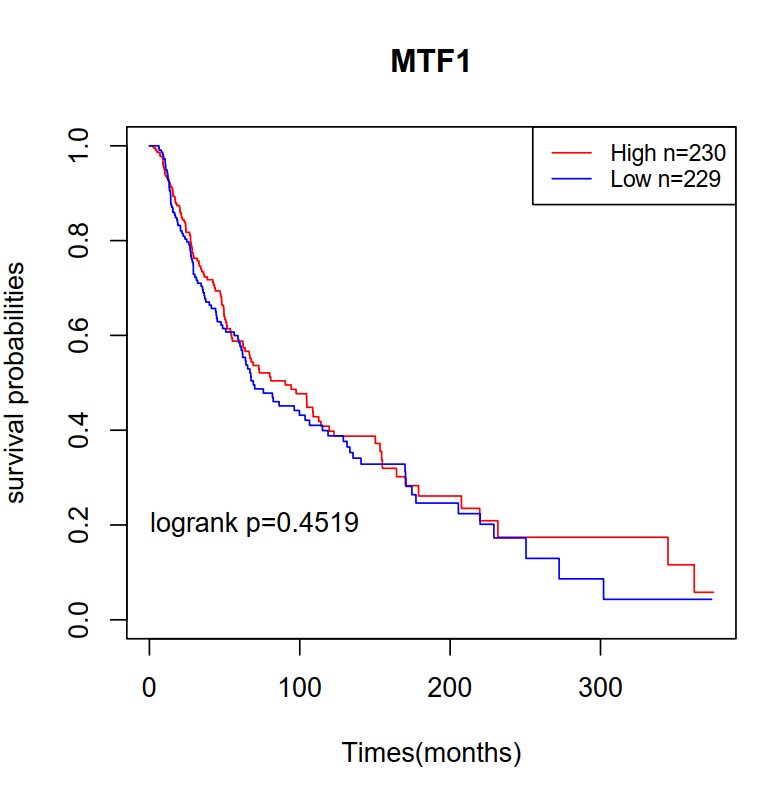 MTF1
High n=230
Low n=229
survival probabilities
1.0
0.8
0.6
0.4
0.2
0.0
logrank p=0.4519
0 100 200 300
Times(months)